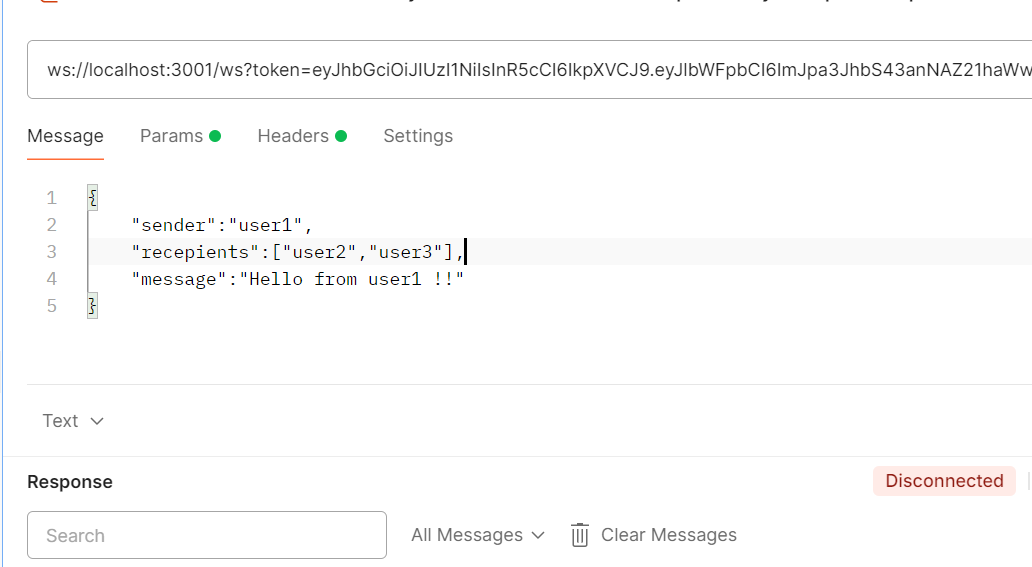 ws://localhost:3001/ws?token=eyJhbGciOiJIUzI1NiIsInR5cCI6IkpXVCJ9.eyJlbWFpbCI6ImJpa3JhbS43anNAZ21haWw
Message Params Headers Settings
1 {
2 "sender":"user1",
3 "recepients":["user2","user3"],
4 "message":"Hello from user1 !!"
5 }
Text
Response Disconnected
Search All Messages Clear Messages